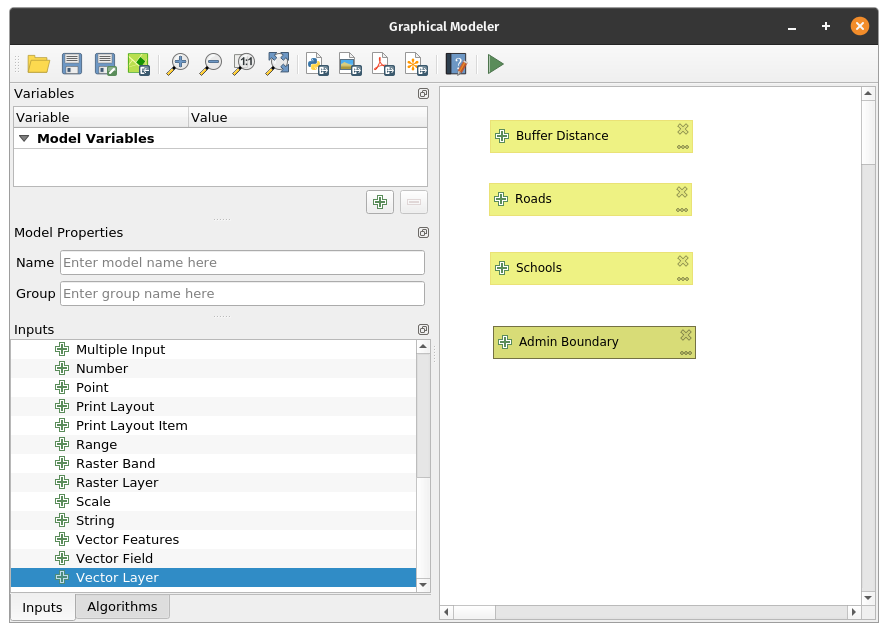 Graphical Modeler
1:1
Variables
Variable Value
Model Variables
Model Properties
Name Enter model name here
Group Enter group name here
Inputs
Multiple Input
Number
Point
Print Layout
Print Layout Item
Range
Raster Band
Raster Layer
Scale
String
Vector Features
Vector Field
Vector Layer
Inputs Algorithms
Buffer Distance
Roads
Schools
Admin Boundary